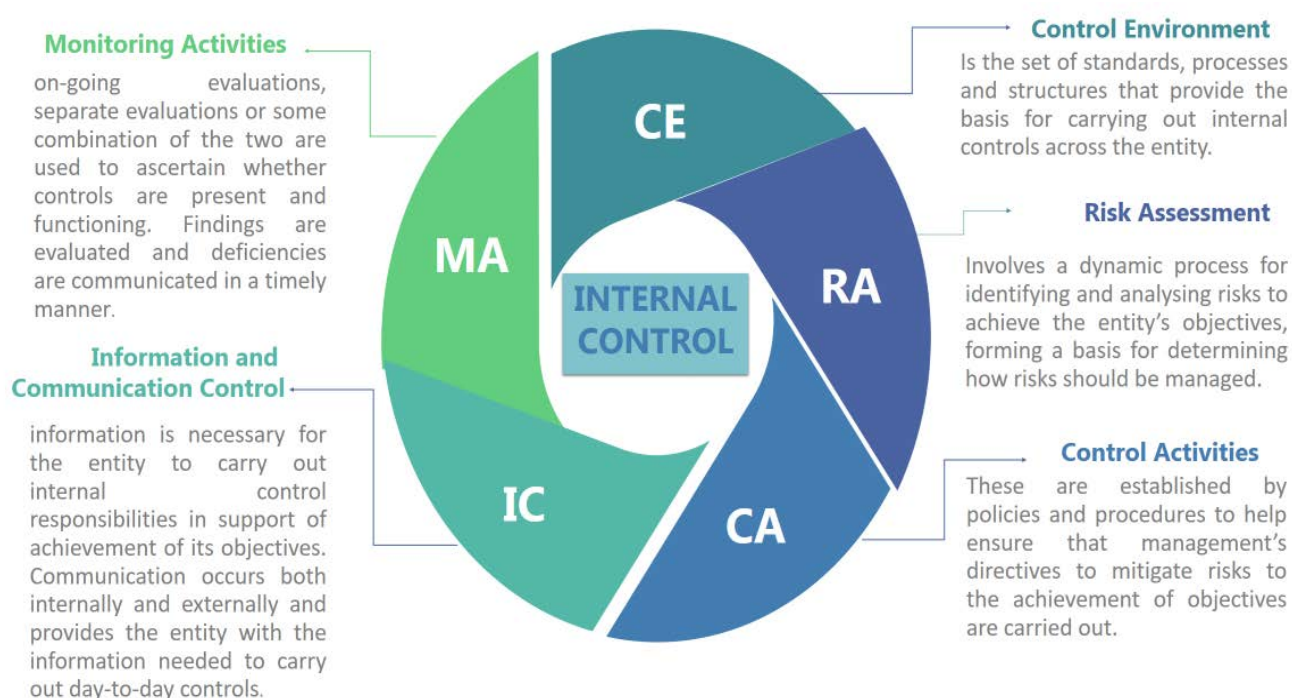 Monitoring Activities
on-going evaluations,
separate evaluations or some
combination of the two are
used to ascertain whether
controls are present and
functioning. Findings are
evaluated and deficiencies
are communicated in a timely
manner.
Information and
Communication Control
information is necessary for
the entity to carry out
internal control
responsibilities in support of
achievement of its objectives.
Communication occurs both
internally and externally and
provides the entity with the
information needed to carry
out day-to-day controls.
CE
MA
RA
INTERNAL
CONTROL
IC
CA
Control Environment
Is the set of standards, processes
and structures that provide the
basis for carrying out internal
controls across the entity.
Risk Assessment
Involves a dynamic process for
identifying and analysing risks to
achieve the entity's objectives,
forming a basis for determining
how risks should be managed.
Control Activities
These are established by
policies and procedures to help
ensure that management's
directives to mitigate risks to
the achievement of objectives
are carried out.